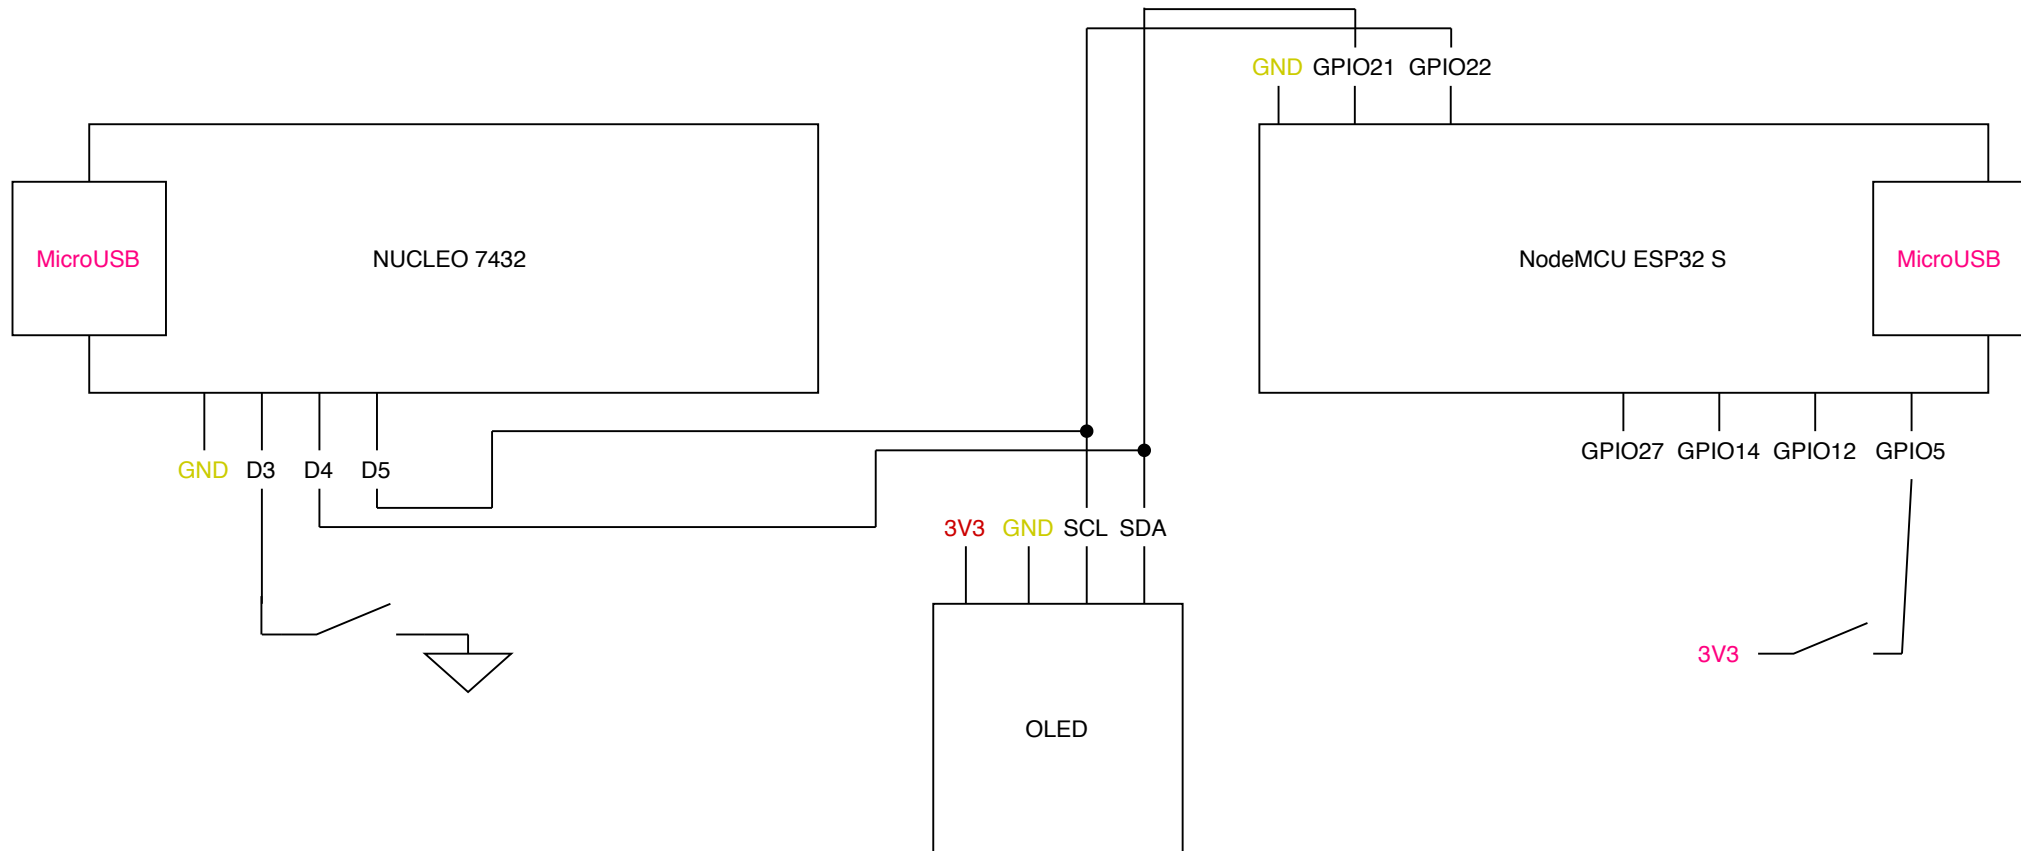 GND GPIO21 GPIO22
MicroUSB
NUCLEO 7432
NodeMCU ESP32 S
MicroUSB
GND D3 D4 D5
GPIO27 GPIO14 GPIO12 GPIO5
3V3 GND SCL SDA
3V3
OLED